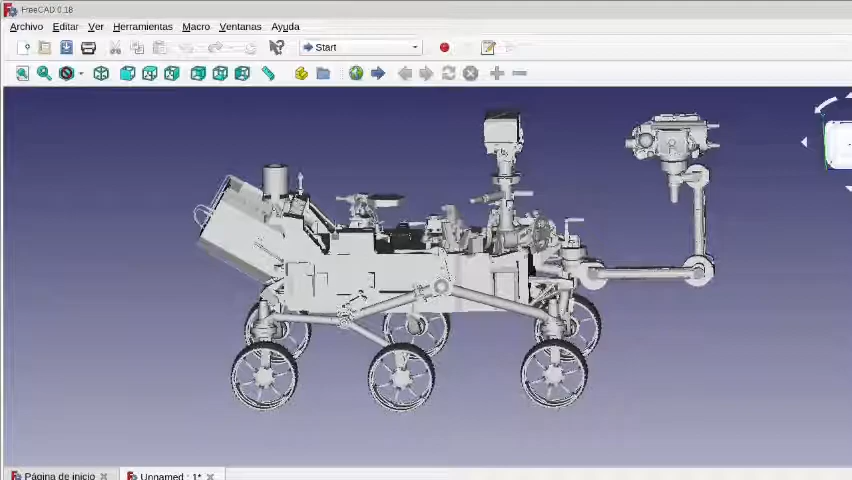 FreeCAD 0.18
Archivo Editar Ver Herramientas Macro Ventanas Ayuda
Start
Página de inicio Unnamed : 1*